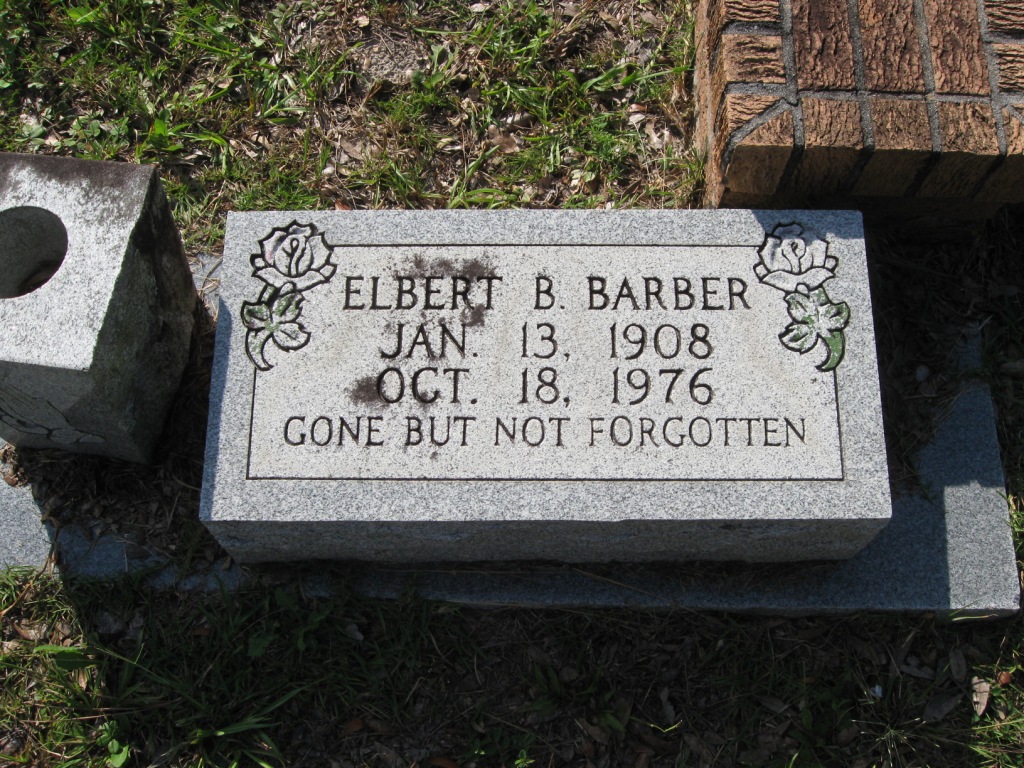 ELBERT B. BARBER
JAN. 13, 1908
OCT. 18, 1976
GONE BUT NOT FORGOTTEN